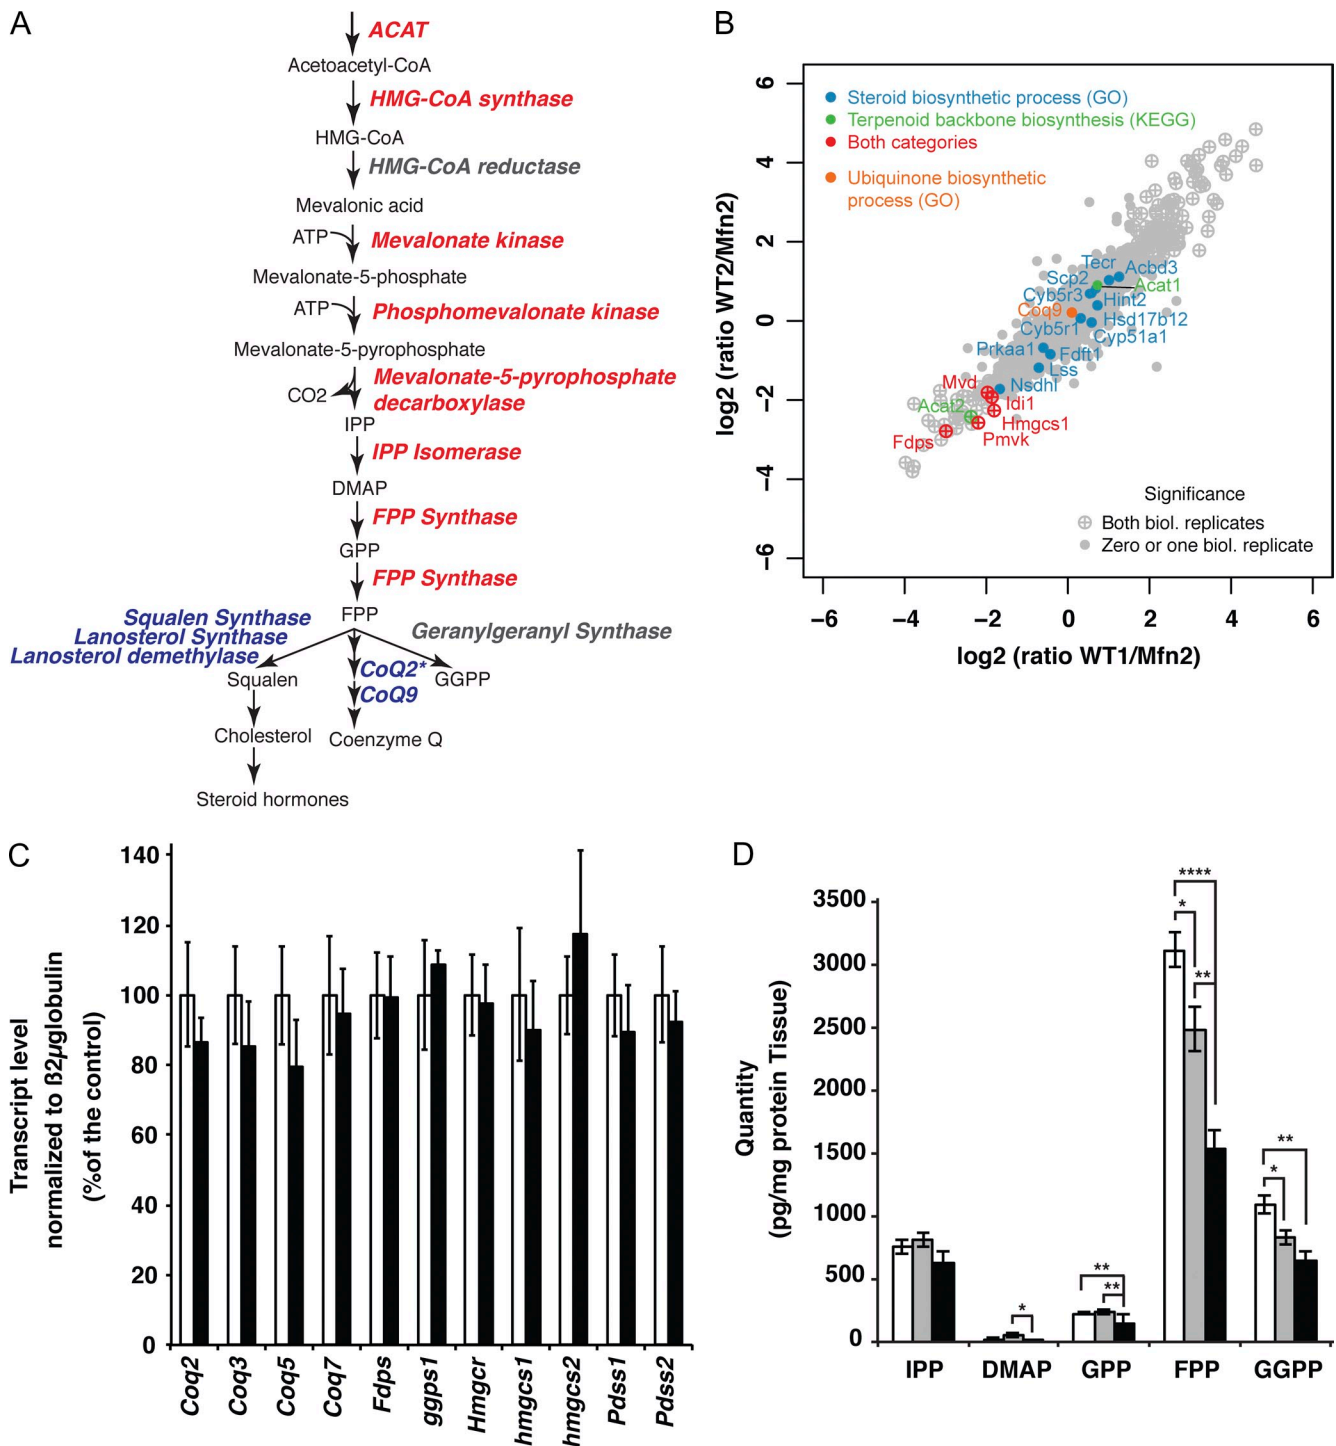 A
ACAT
Acetoacetyl-CoA
HMG-CoA synthase
HMG-CoA
HMG-CoA reductase
Mevalonic acid
ATP
Mevalonate kinase
Mevalonate-5-phosphate
ATP
Phosphomevalonate kinase
Mevalonate-5-pyrophosphate
Mevalonate-5-pyrophosphate
decarboxylase
CO2
IPP
IPP Isomerase
DMAP
FPP Synthase
GPP
FPP Synthase
FPP
Squalen Synthase
Lanosterol Synthase
Lanosterol demethylase
Geranylgeranyl Synthase
CoQ2*
CoQ9
Squalen
GGPP
Cholesterol
Coenzyme Q
Steroid hormones
B
log2 (ratio WT2/Mfn2)
6
4
2
0
−2
−4
−6
Steroid biosynthetic process (GO)
Terpenoid backbone biosynthesis (KEGG)
Both categories
Ubiquinone biosynthetic
process (GO)
Tecr
Acbd3
Scp2
Acat1
Cyb5r3
Hint2
Coq9
Hsd17b12
Cyb5r1
Cyp51a1
Prkaa1
Fdft1
Lss
Mvd
Nsdhl
Acat2
Idi1
Hmgcs1
Fdps
Pmvk
Significance
Both biol. replicates
Zero or one biol. replicate
−6 −4 −2 0 2 4 6
log2 (ratio WT1/Mfn2)
C
Transcript level
normalized to ß2µglobulin
(%of the control)
140
120
100
80
60
40
20
0
Coq2 Coq3 Coq5 Coq7 Fdps ggps1 Hmgcr hmgcs1 hmgcs2 Pdss1 Pdss2
D
Quantity
(pg/mg protein Tissue)
3500
3000
2500
2000
1500
1000
500
0
*
**
**
****
*
**
**
*
IPP DMAP GPP FPP GGPP